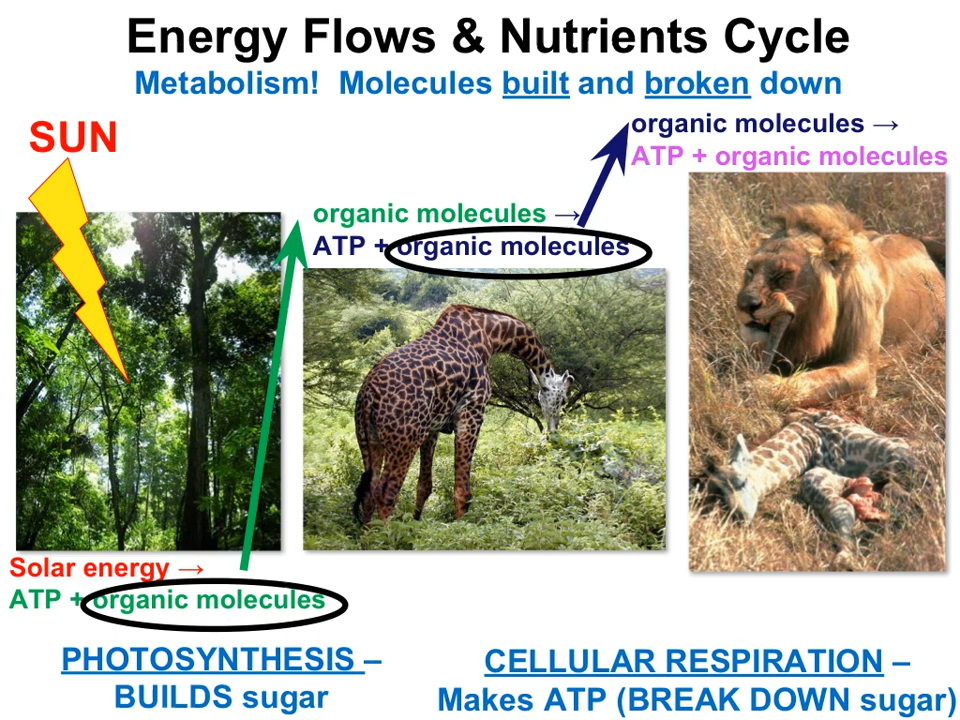 Energy Flows & Nutrients Cycle
Metabolism! Molecules built and broken down
SUN
organic molecules →
ATP + organic molecules
organic molecules →
ATP + organic molecules
Solar energy →
ATP + organic molecules
PHOTOSYNTHESIS –
BUILDS sugar
CELLULAR RESPIRATION –
Makes ATP (BREAK DOWN sugar)